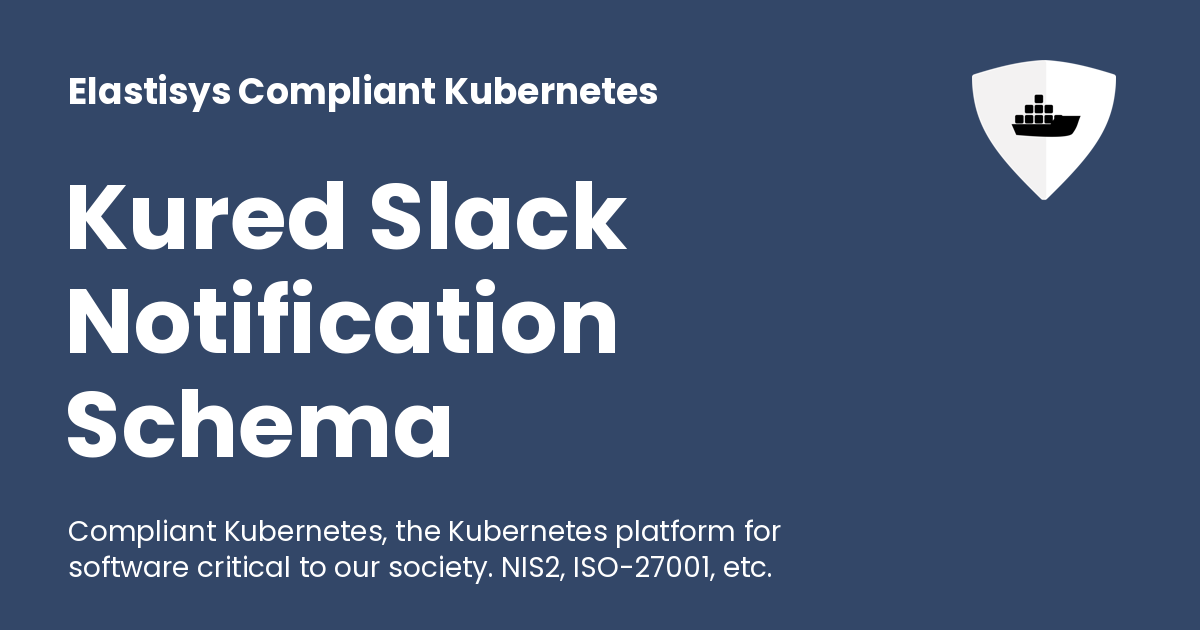 Elastisys Compliant Kubernetes
Kured Slack
Notification
Schema
Compliant Kubernetes, the Kubernetes platform for
software critical to our society. NIS2, ISO-27001, etc.